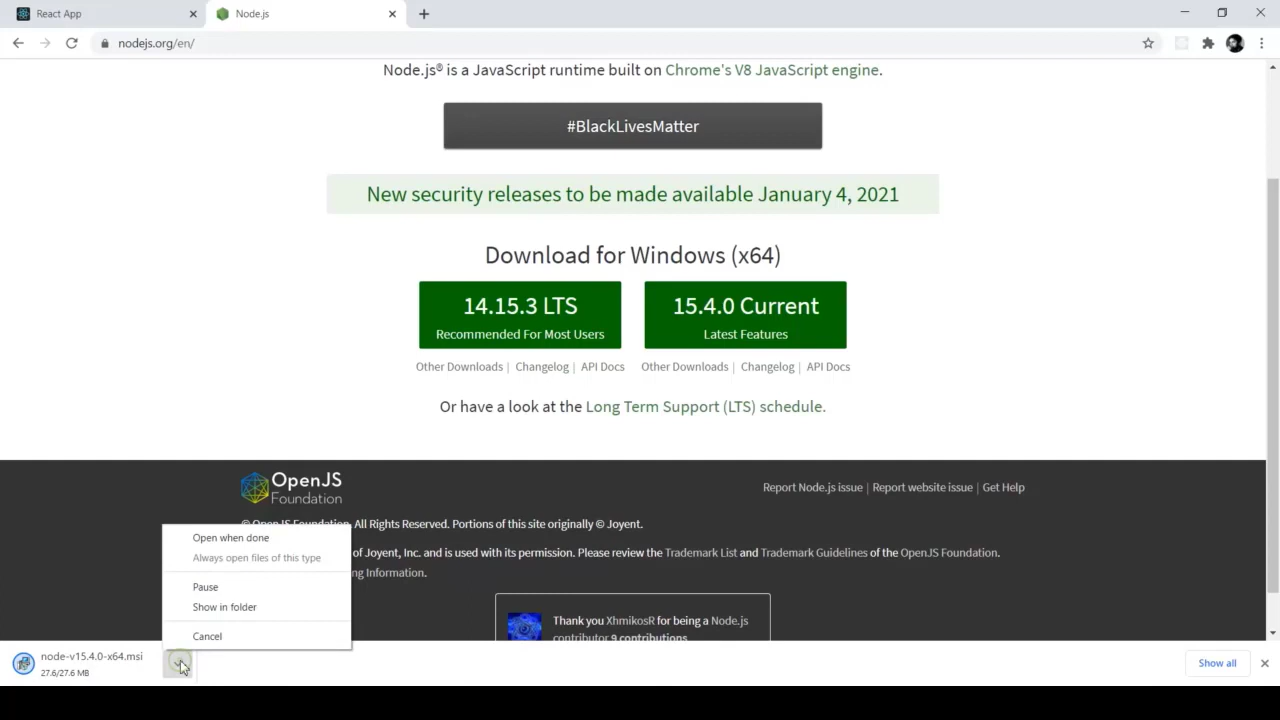 React App
Node.js
nodejs.org/en/
Node.js® is a JavaScript runtime built on Chrome's V8 JavaScript engine.
#BlackLivesMatter
New security releases to be made available January 4, 2021
Download for Windows (x64)
14.15.3 LTS
Recommended For Most Users
15.4.0 Current
Latest Features
Other Downloads | Changelog | API Docs
Other Downloads | Changelog | API Docs
Or have a look at the Long Term Support (LTS) schedule.
OpenJS
Foundation
Report Node.js issue | Report website issue | Get Help
© OpenJS Foundation. All Rights Reserved. Portions of this site originally © Joyent.
of Joyent, Inc. and is used with its permission. Please review the Trademark List and Trademark Guidelines of the OpenJS Foundation.
ng Information.
Open when done
Always open files of this type
Pause
Show in folder
Cancel
Thank you XhmikosR for being a Node.js
contributor 9 contributions
node-v15.4.0-x64.msi
27.6/27.6 MB
Show all